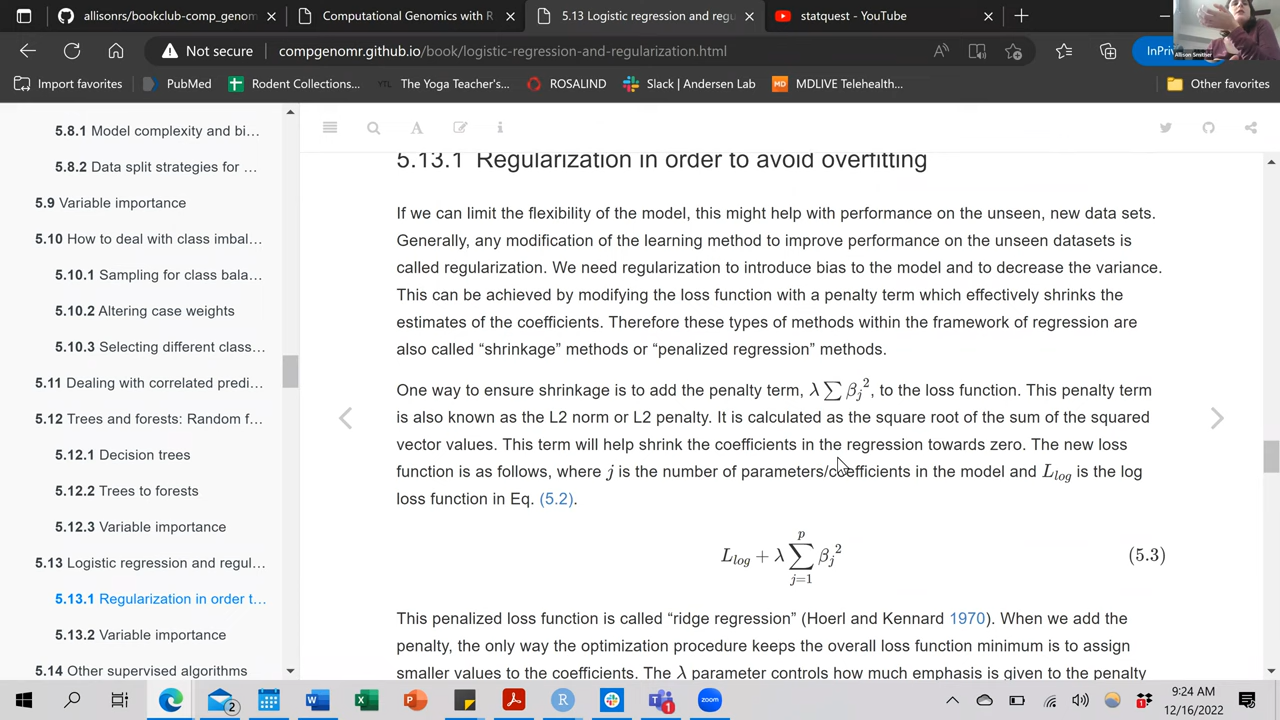 allisonrs/bookclub-comp_genom
Computational Genomics with R
5.13 Logistic regression and regu
statquest - YouTube
Not secure
compgenomr.github.io/book/logistic-regression-and-regularization.html
InPriv
Allison Smither
Import favorites
PubMed
Rodent Collections...
YTL The Yoga Teacher's...
ROSALIND
Slack | Andersen Lab
MD MDLIVE Telehealth...
Other favorites
5.8.1 Model complexity and bi...
5.8.2 Data split strategies for ...
5.9 Variable importance
5.10 How to deal with class imbal...
5.10.1 Sampling for class bala...
5.10.2 Altering case weights
5.10.3 Selecting different class...
5.11 Dealing with correlated predi...
5.12 Trees and forests: Random f...
5.12.1 Decision trees
5.12.2 Trees to forests
5.12.3 Variable importance
5.13 Logistic regression and regul...
5.13.1 Regularization in order t...
5.13.2 Variable importance
5.14 Other supervised algorithms
5.13.1 Regularization in order to avoid overfitting
If we can limit the flexibility of the model, this might help with performance on the unseen, new data sets.
Generally, any modification of the learning method to improve performance on the unseen datasets is
called regularization. We need regularization to introduce bias to the model and to decrease the variance.
This can be achieved by modifying the loss function with a penalty term which effectively shrinks the
estimates of the coefficients. Therefore these types of methods within the framework of regression are
also called “shrinkage” methods or “penalized regression” methods.
One way to ensure shrinkage is to add the penalty term, λ∑βj², to the loss function. This penalty term
is also known as the L2 norm or L2 penalty. It is calculated as the square root of the sum of the squared
vector values. This term will help shrink the coefficients in the regression towards zero. The new loss
function is as follows, where j is the number of parameters/coefficients in the model and Llog is the log
loss function in Eq. (5.2).
Llog + λ∑j=1p βj² (5.3)
This penalized loss function is called “ridge regression” (Hoerl and Kennard 1970). When we add the
penalty, the only way the optimization procedure keeps the overall loss function minimum is to assign
smaller values to the coefficients. The λ parameter controls how much emphasis is given to the penalty
2
1
zoom
1
9:24 AM
12/16/2022